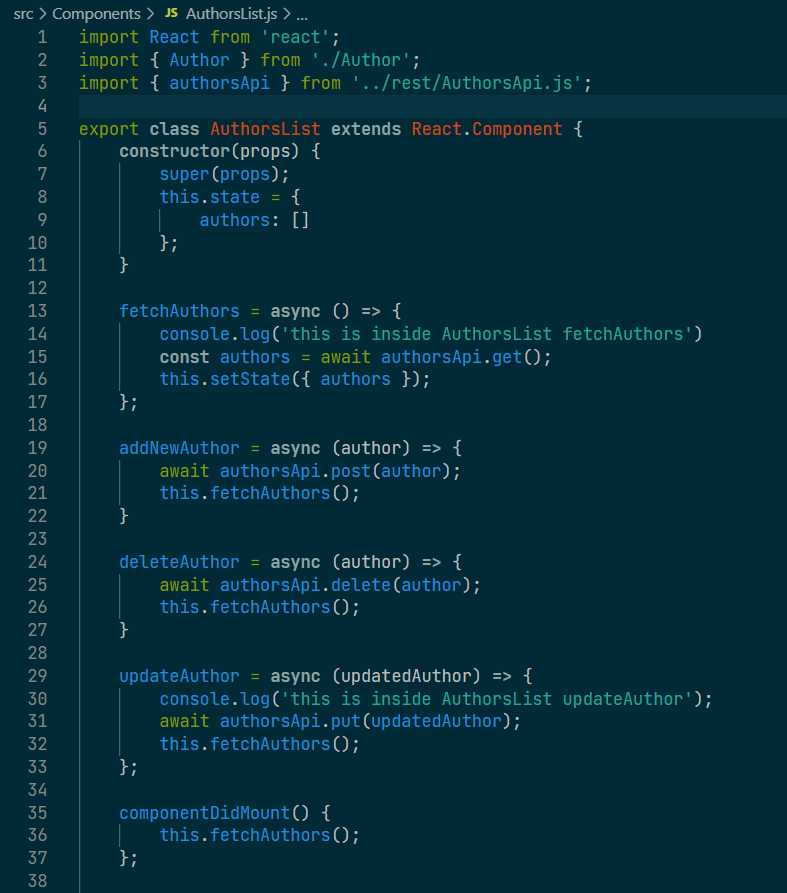 src > Components > JS AuthorsList.js > ...
1 import React from 'react';
2 import { Author } from './Author';
3 import { authorsApi } from '../rest/AuthorsApi.js';
4
5 export class AuthorsList extends React.Component {
6     constructor(props) {
7         super(props);
8         this.state = {
9             authors: []
10         };
11     }
12
13     fetchAuthors = async () => {
14         console.log('this is inside AuthorsList fetchAuthors')
15         const authors = await authorsApi.get();
16         this.setState({ authors });
17     };
18
19     addNewAuthor = async (author) => {
20         await authorsApi.post(author);
21         this.fetchAuthors();
22     }
23
24     deleteAuthor = async (author) => {
25         await authorsApi.delete(author);
26         this.fetchAuthors();
27     }
28
29     updateAuthor = async (updatedAuthor) => {
30         console.log('this is inside AuthorsList updateAuthor');
31         await authorsApi.put(updatedAuthor);
32         this.fetchAuthors();
33     };
34
35     componentDidMount() {
36         this.fetchAuthors();
37     };
38